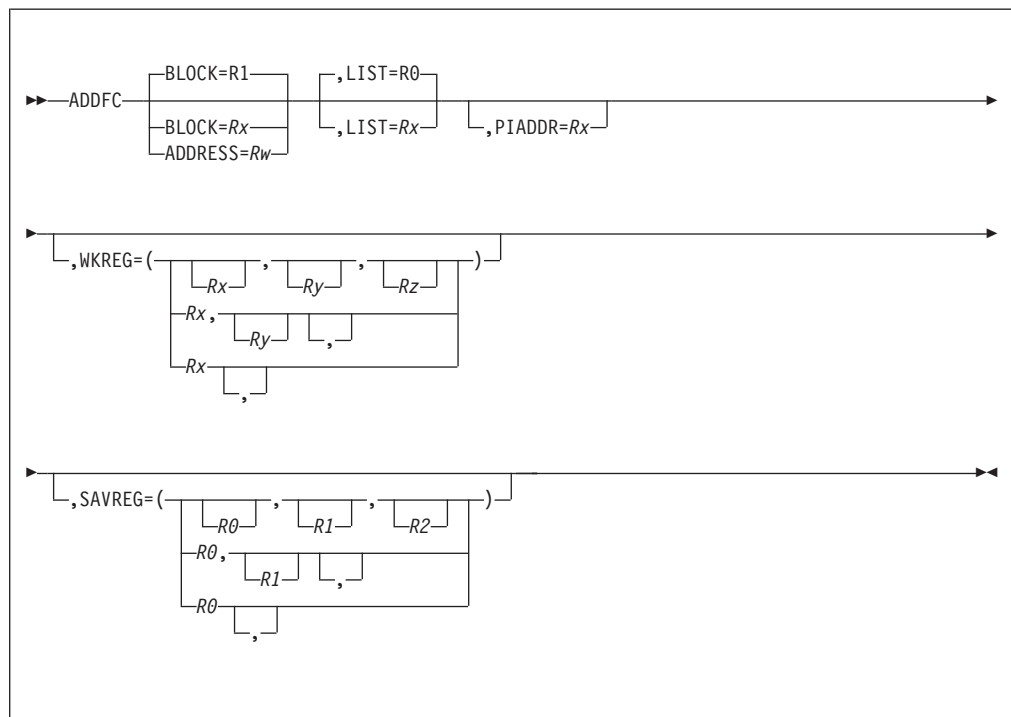 BLOCK=R1 ,LIST=R0
ADDFC
BLOCK=Rx ,LIST=Rx ,PIADDR=Rx
ADDRESS=Rw
,WKREG=( , , )
Rx Ry Rz
Rx,
Ry ,
Rx
,
,SAVREG=( , , )
R0 R1 R2
R0,
R1 ,
R0
,